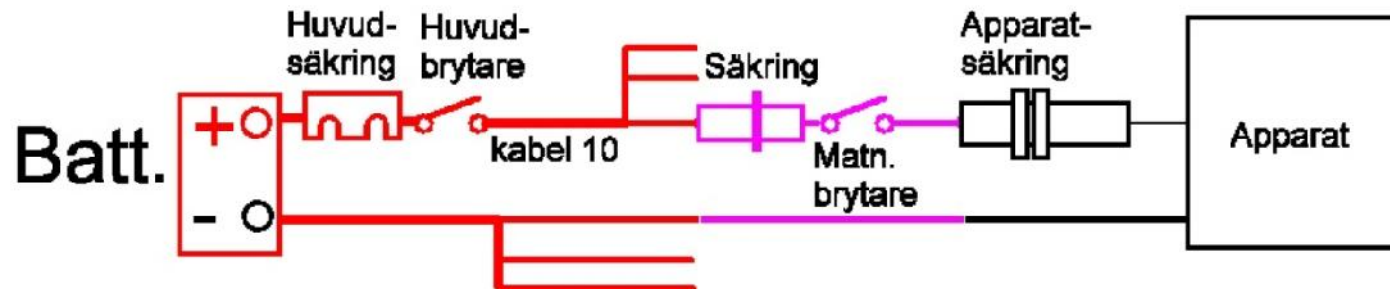 Huvud-
säkring
Huvud-
brytare
Säkring
Apparat-
säkring
Batt.
+
-
kabel 10
Matn.
brytare
Apparat